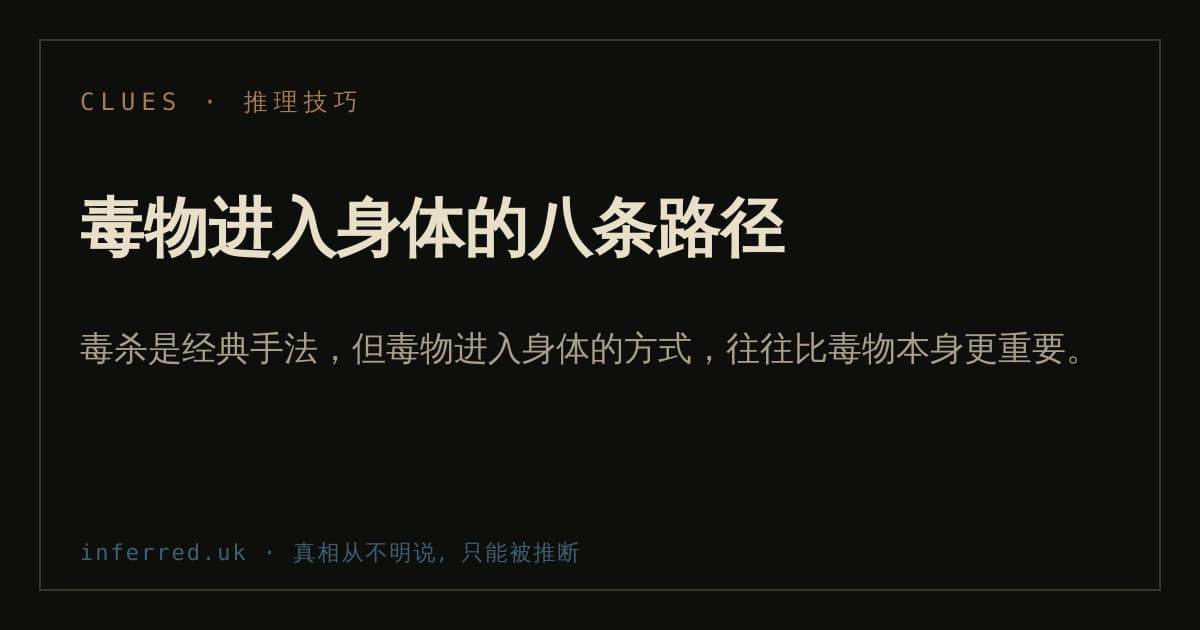 CLUES · 推理技巧
毒物进入身体的八条路径
毒杀是经典手法，但毒物进入身体的方式，往往比毒物本身更重要。
inferred.uk · 真相从不明说, 只能被推断